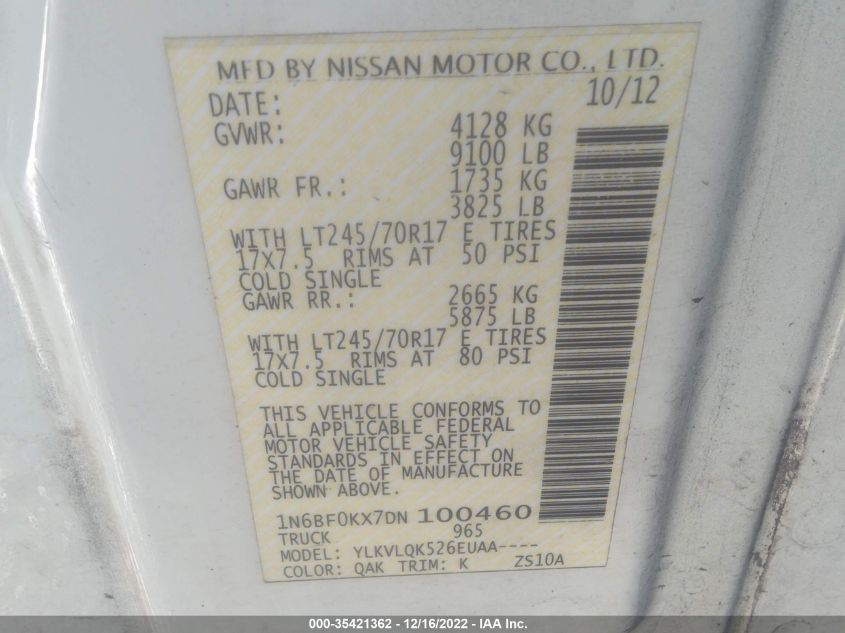 MFD BY NISSAN MOTOR CO., LTD.
DATE: 10/12
GVWR: 4128 KG
9100 LB
GAWR FR.: 1735 KG
3825 LB
WITH LT245/70R17 E TIRES
17X7.5 RIMS AT 50 PSI
COLD SINGLE
GAWR RR.: 2665 KG
5875 LB
WITH LT245/70R17 E TIRES
17X7.5 RIMS AT 80 PSI
COLD SINGLE
THIS VEHICLE CONFORMS TO
ALL APPLICABLE FEDERAL
MOTOR VEHICLE SAFETY
STANDARDS IN EFFECT ON
THE DATE OF MANUFACTURE
SHOWN ABOVE.
1N6BF0KX7DN 100460
TRUCK 965
MODEL: YLKVLQK526EUAA----
COLOR: QAK TRIM: K ZS10A
000-35421362 - 12/16/2022 - IAA Inc.